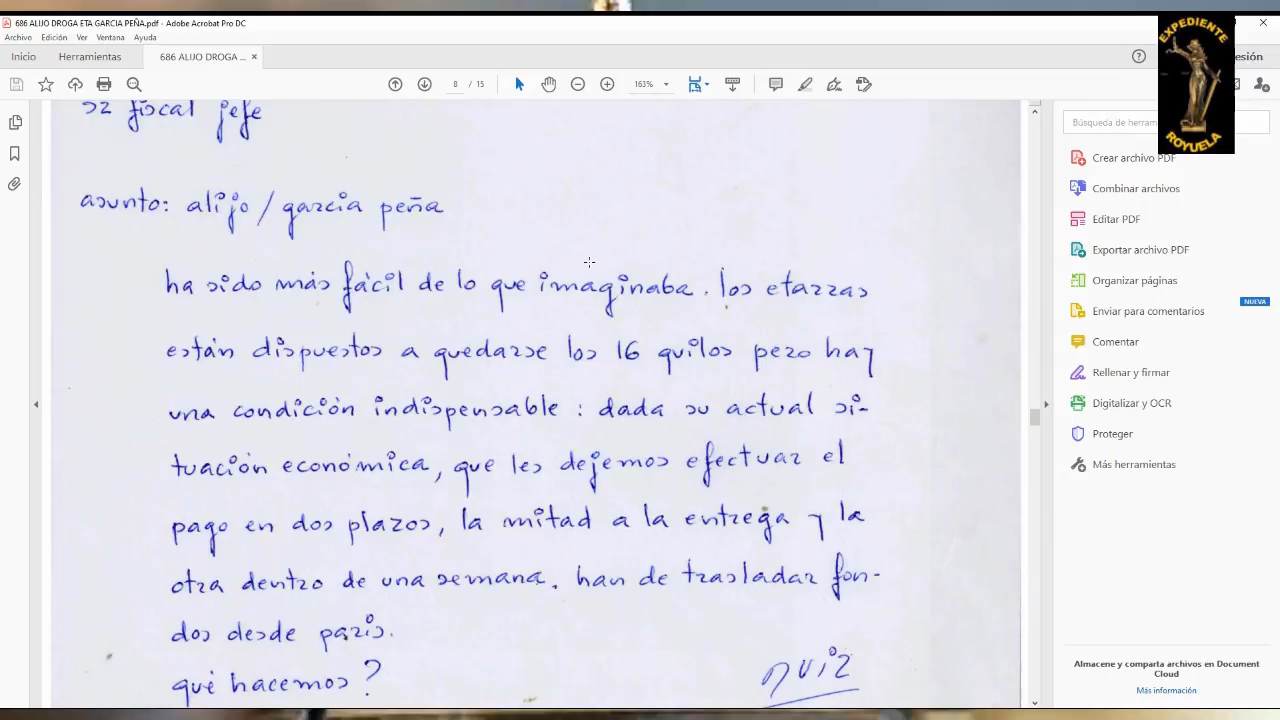 686 ALIJO DROGA ETA GARCIA PEÑA.pdf - Adobe Acrobat Pro DC
Archivo Edición Ver Ventana Ayuda
Inicio Herramientas 686 ALIJO DROGA ... × sesión
8 / 15 163%
EXPEDIENTE
ROYUELA
sr fiscal jefe
asunto: alijo / garcia peña
ha sido más fácil de lo que imaginaba. los etarras
están dispuestos a quedarse los 16 quilos pero hay
una condición indispensable : dada su actual si-
tuación económica, que les dejemos efectuar el
pago en dos plazos, la mitad a la entrega y la
otra dentro de una semana. han de trasladar fon-
dos desde parís.
qué hacemos?
ruiz
Búsqueda de herram
Crear archivo PDF
Combinar archivos
Editar PDF
Exportar archivo PDF
Organizar páginas
NUEVA
Enviar para comentarios
Comentar
Rellenar y firmar
Digitalizar y OCR
Proteger
Más herramientas
Almacene y comparta archivos en Document
Cloud
Más información